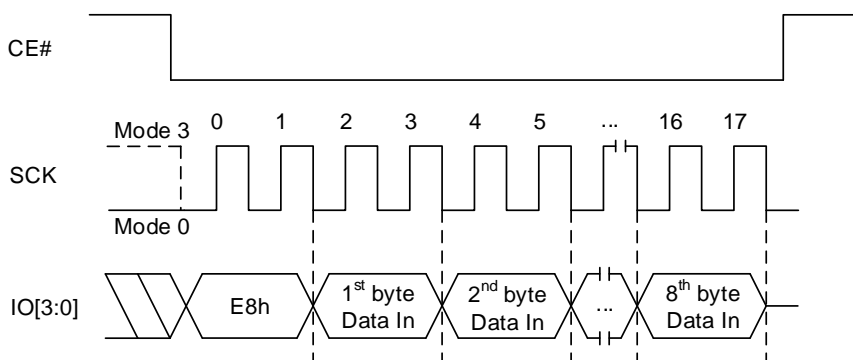 CE#
Mode 3
0 1 2 3 4 5 ... 16 17
SCK
Mode 0
IO[3:0]
E8h
1st byte
Data In
2nd byte
Data In
...
8th byte
Data In